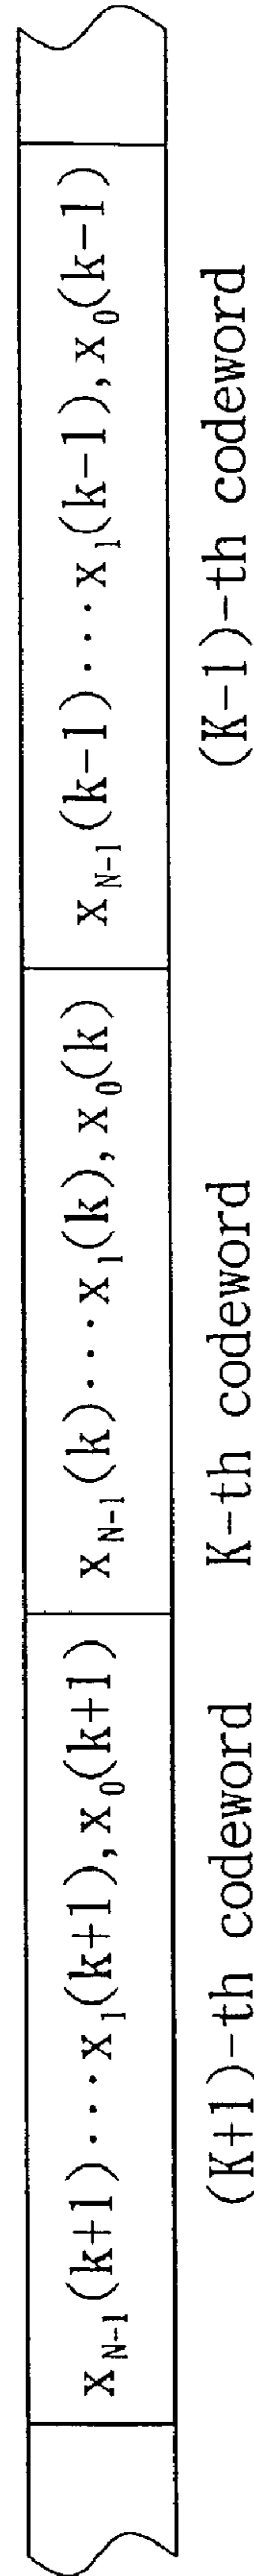 x_{N-1}(k+1)...x_1(k+1),x_0(k+1) x_{N-1}(k)...x_1(k),x_0(k) x_{N-1}(k-1)...x_1(k-1),x_0(k-1)
(K+1)-th codeword K-th codeword (K-1)-th codeword